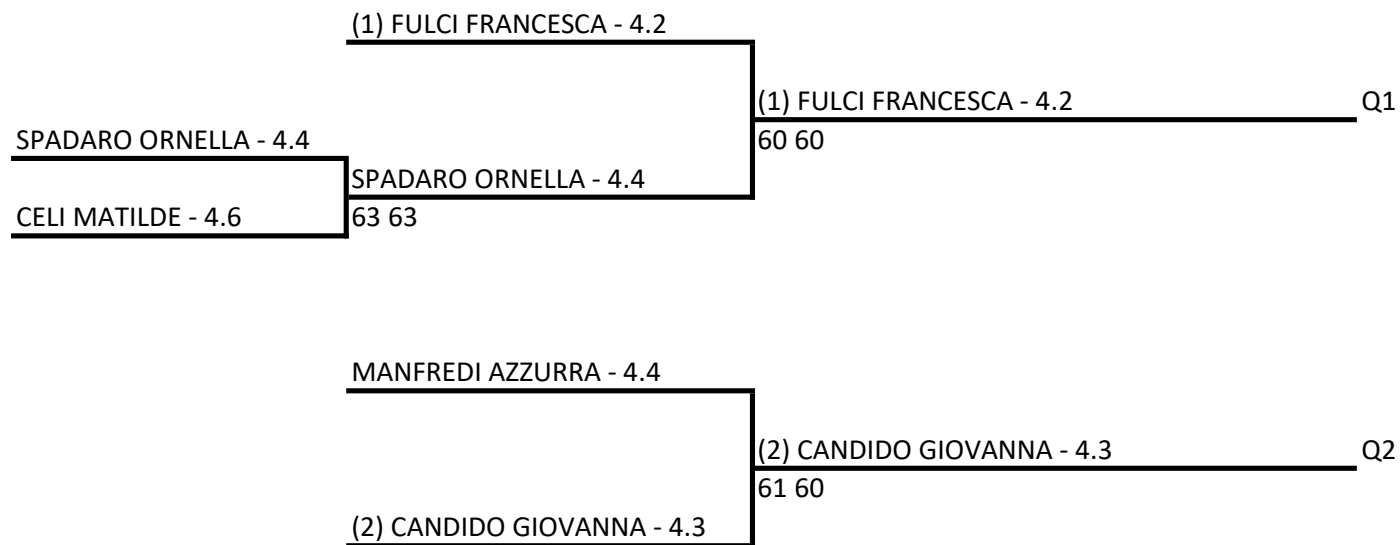 (1) FULCI FRANCESCA - 4.2
(1) FULCI FRANCESCA - 4.2 Q1
SPADARO ORNELLA - 4.4 60 60
SPADARO ORNELLA - 4.4
CELI MATILDE - 4.6 63 63
MANFREDI AZZURRA - 4.4
(2) CANDIDO GIOVANNA - 4.3 Q2
61 60
(2) CANDIDO GIOVANNA - 4.3